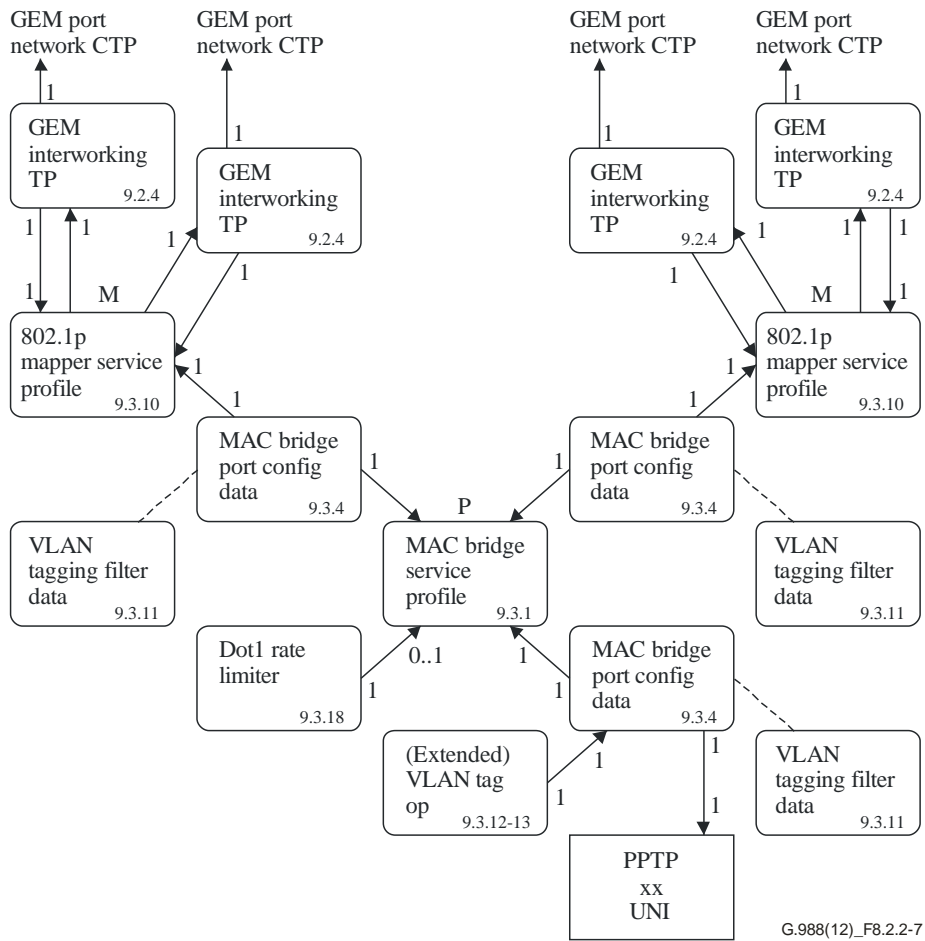 GEM port
network CTP
GEM port
network CTP
GEM port
network CTP
GEM port
network CTP
1
1
GEM
interworking
TP
9.2.4
1
1
GEM
interworking
TP
9.2.4
GEM
interworking
TP
9.2.4
GEM
interworking
TP
9.2.4
1
1
1
1
1
1
1
1
1
1
M
M
1
1
802.1p
mapper service
profile
9.3.10
802.1p
mapper service
profile
9.3.10
1
1
1
1
MAC bridge
port config
data
9.3.4
MAC bridge
port config
data
9.3.4
1
1
P
VLAN
tagging filter
data
9.3.11
MAC bridge
service
profile
9.3.1
VLAN
tagging filter
data
9.3.11
Dot1 rate
limiter
9.3.18
0..1
1
1
1
MAC bridge
port config
data
9.3.4
(Extended)
VLAN tag
op
9.3.12-13
1
1
1
1
VLAN
tagging filter
data
9.3.11
PPTP
xx
UNI
G.988(12)_F8.2.2-7